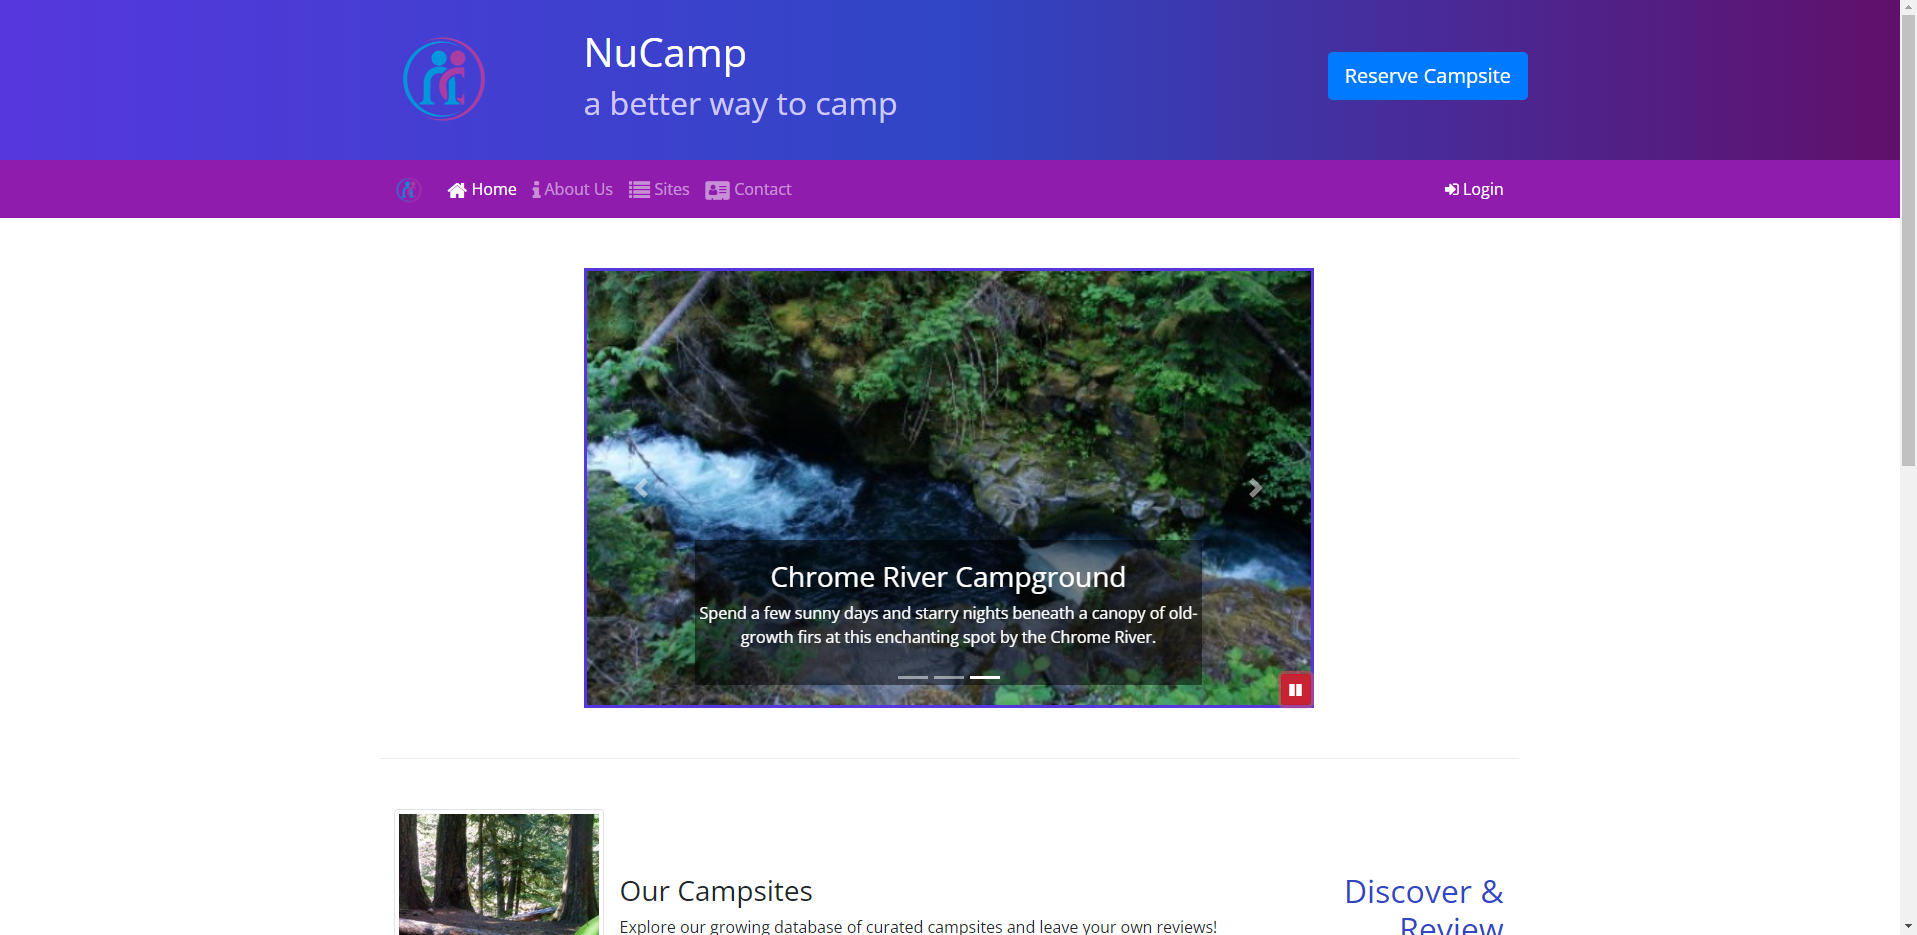 NuCamp
a better way to camp
Reserve Campsite
Home
About Us
Sites
Contact
Login
Chrome River Campground
Spend a few sunny days and starry nights beneath a canopy of old-
growth firs at this enchanting spot by the Chrome River.
Our Campsites
Explore our growing database of curated campsites and leave your own reviews!
Discover &
Review